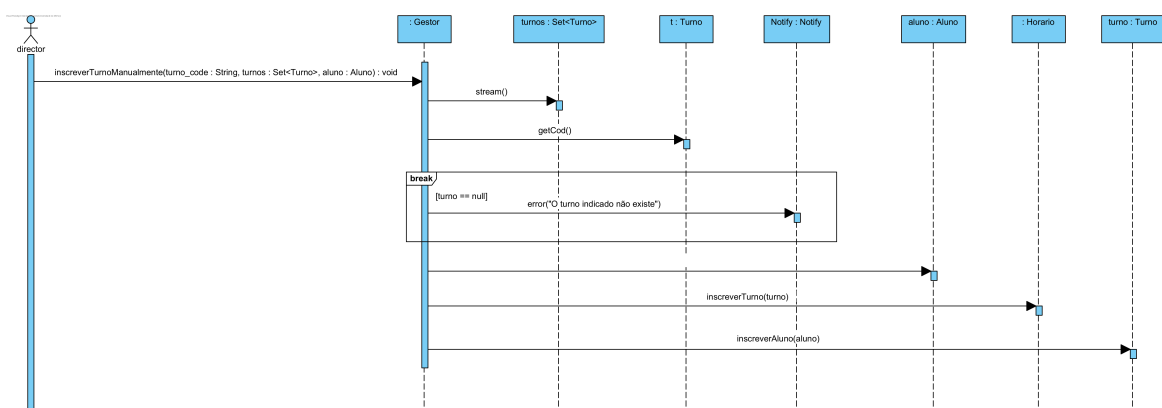 : Gestor
turnos : Set<Turno>
t : Turno
Notify : Notify
aluno : Aluno
: Horario
turno : Turno
director
inscreverTurnoManualmente(turno_code : String, turnos : Set<Turno>, aluno : Aluno) : void
stream()
getCod()
break
[turno == null]
error("O turno indicado não existe")
inscreverTurno(turno)
inscreverAluno(aluno)